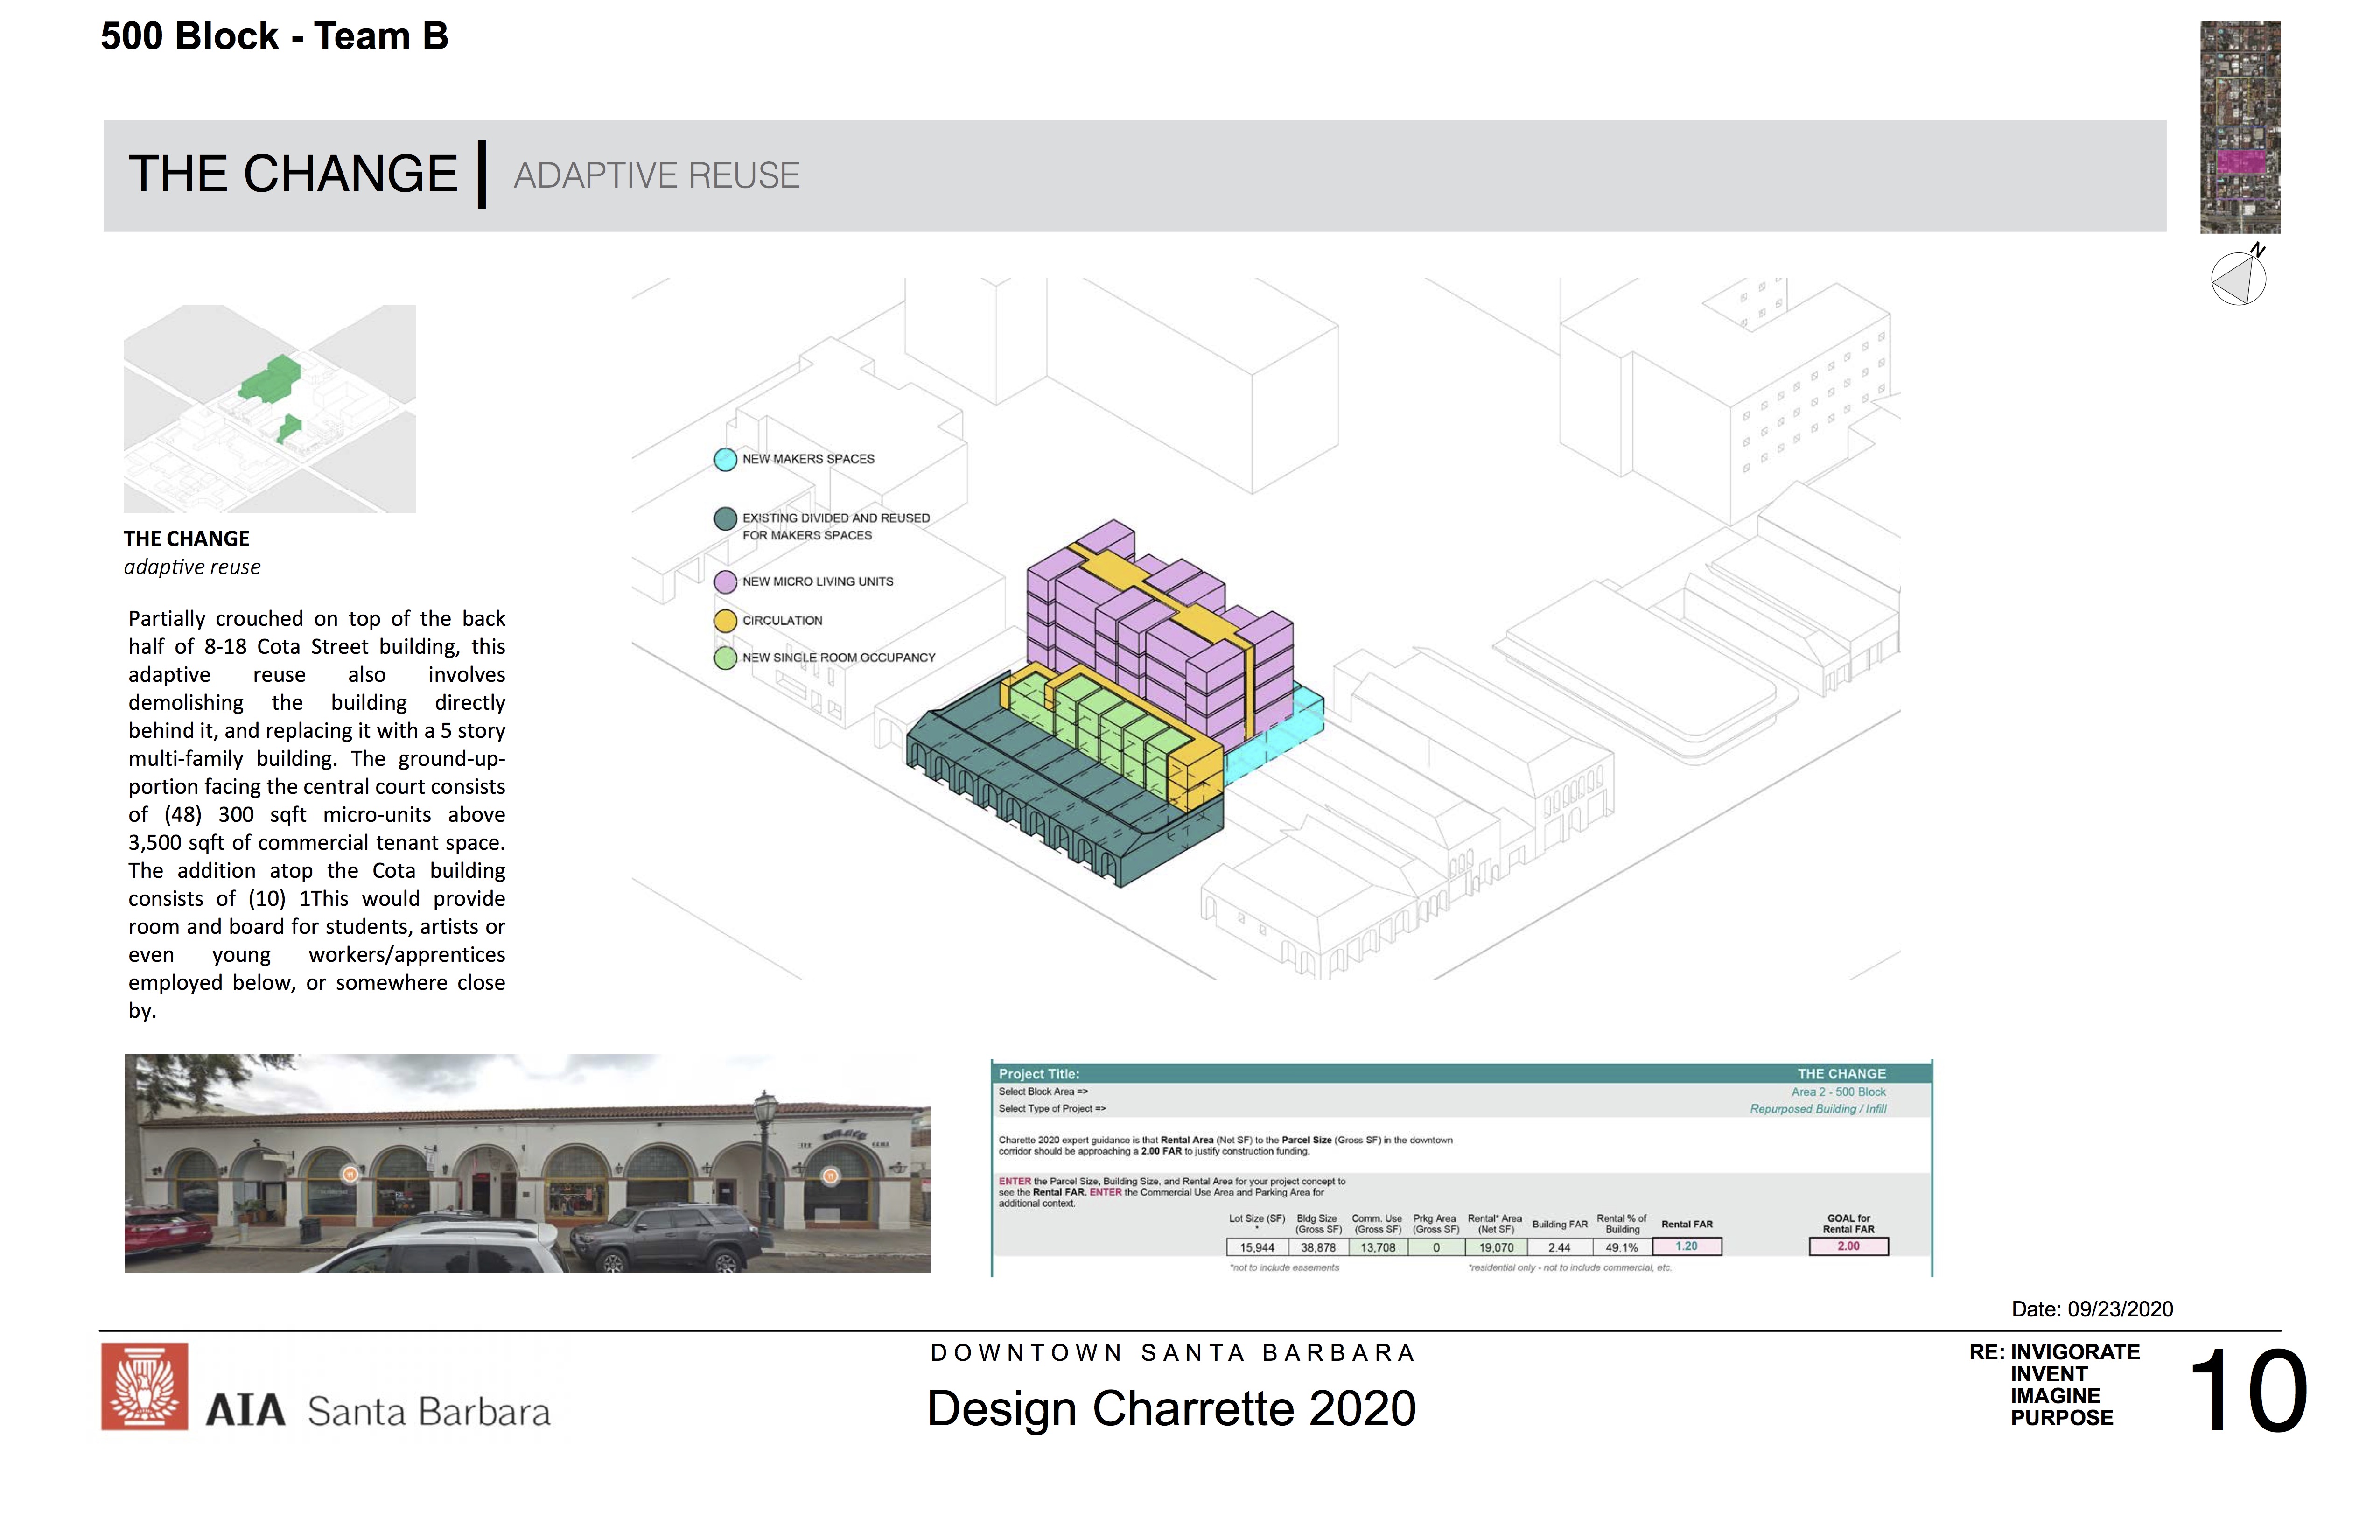 500 Block - Team B
THE CHANGE | ADAPTIVE REUSE
N
THE CHANGE
adaptive reuse
Partially crouched on top of the back
half of 8-18 Cota Street building, this
adaptive reuse also involves
demolishing the building directly
behind it, and replacing it with a 5 story
multi-family building. The ground-up-
portion facing the central court consists
of (48) 300 sqft micro-units above
3,500 sqft of commercial tenant space.
The addition atop the Cota building
consists of (10) 1This would provide
room and board for students, artists or
even young workers/apprentices
employed below, or somewhere close
by.
NEW MAKERS SPACES
EXISTING DIVIDED AND REUSED
FOR MAKERS SPACES
NEW MICRO LIVING UNITS
CIRCULATION
NEW SINGLE ROOM OCCUPANCY
Project Title: THE CHANGE
Select Block Area => Area 2 - 500 Block
Select Type of Project => Repurposed Building / Infill
Charette 2020 expert guidance is that Rental Area (Net SF) to the Parcel Size (Gross SF) in the downtown
corridor should be approaching a 2.00 FAR to justify construction funding.
ENTER the Parcel Size, Building Size, and Rental Area for your project concept to
see the Rental FAR. ENTER the Commercial Use Area and Parking Area for
additional context.
Lot Size (SF) * Bldg Size (Gross SF) Comm. Use (Gross SF) Prkg Area (Gross SF) Rental* Area (Net SF) Building FAR Rental % of Building Rental FAR GOAL for Rental FAR
15,944 38,878 13,708 0 19,070 2.44 49.1% 1.20 2.00
*not to include easements *residential only - not to include commercial, etc.
Date: 09/23/2020
AIA Santa Barbara
DOWNTOWN SANTA BARBARA
Design Charrette 2020
RE: INVIGORATE
INVENT
IMAGINE
PURPOSE
10